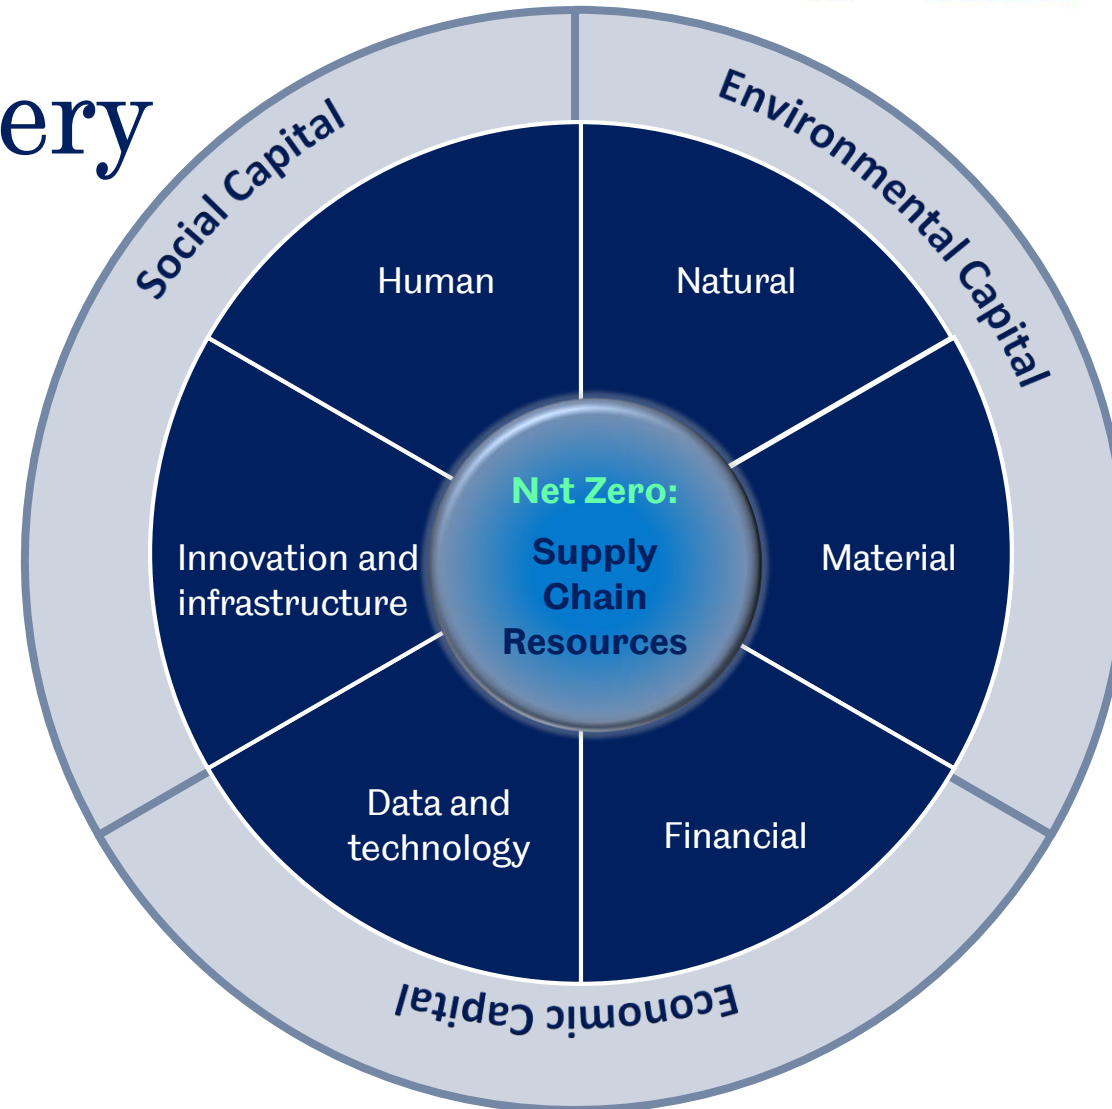 ery
Social Capital
Environmental Capital
Human
Natural
Net Zero:
Supply
Chain
Resources
Innovation and
infrastructure
Material
Data and
technology
Financial
Economic Capital